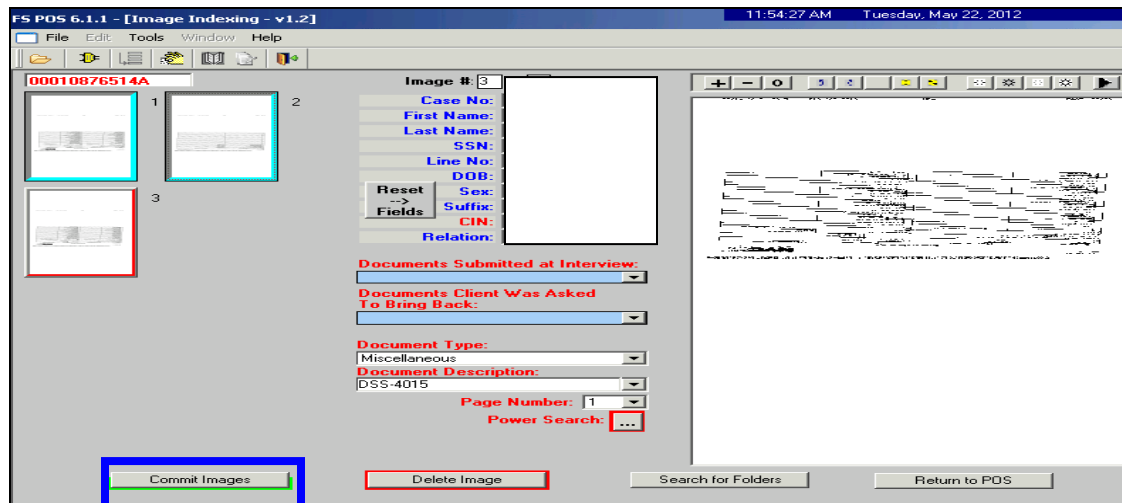 FS POS 6.1.1 - [Image Indexing - v1.2]
11:54:27 AM Tuesday, May 22, 2012
File Edit Tools Window Help
00010876514A
1
2
3
Image #: 3
Case No:
First Name:
Last Name:
SSN:
Line No:
DOB:
Sex:
Suffix:
CIN:
Relation:
Reset
-->
Fields
Documents Submitted at Interview:
Documents Client Was Asked
To Bring Back:
Document Type:
Miscellaneous
Document Description:
DSS-4015
Page Number: 1
Power Search: ...
Commit Images
Delete Image
Search for Folders
Return to POS